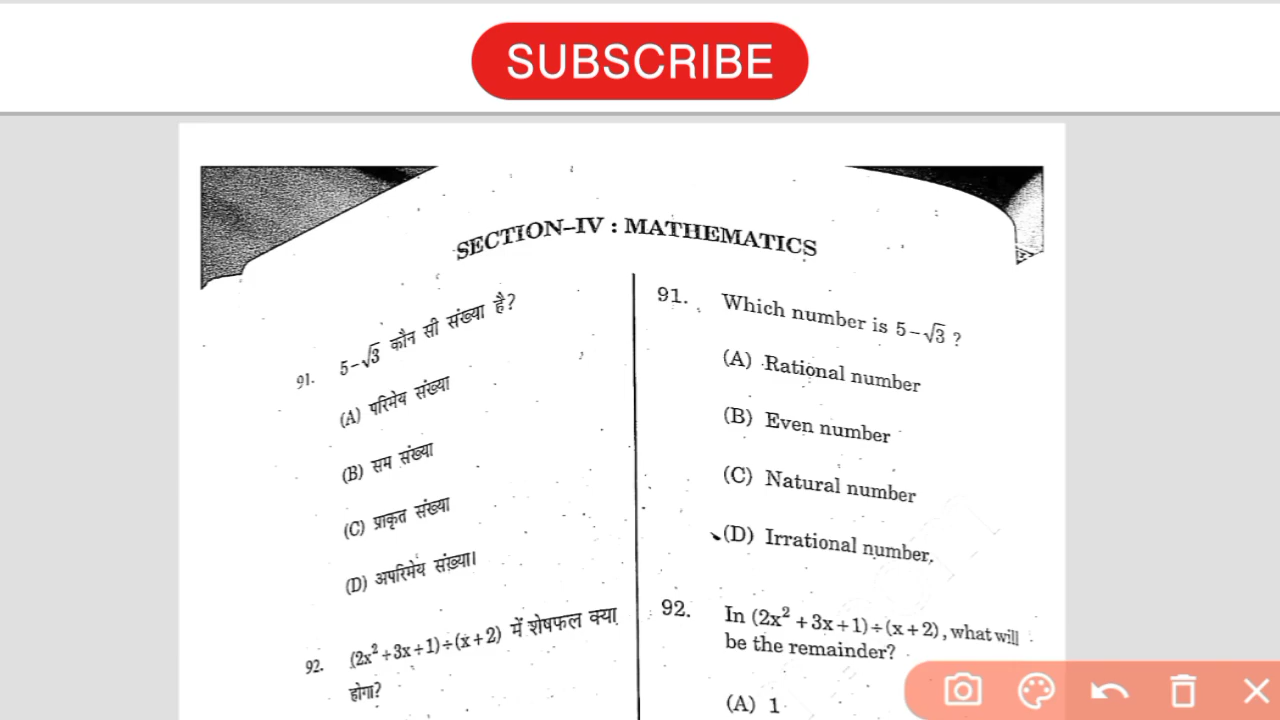 SUBSCRIBE
SECTION–IV : MATHEMATICS
91. 5–√3 कौन सी संख्या है?
(A) परिमेय संख्या
(B) सम संख्या
(C) प्राकृत संख्या
(D) अपरिमेय संख्या।
92. (2x² + 3x + 1) ÷ (x + 2) में शेषफल क्या
होगा?
91. Which number is 5–√3 ?
(A) Rational number
(B) Even number
(C) Natural number
(D) Irrational number.
92. In (2x² + 3x + 1) ÷ (x + 2), what will
be the remainder?
(A) 1